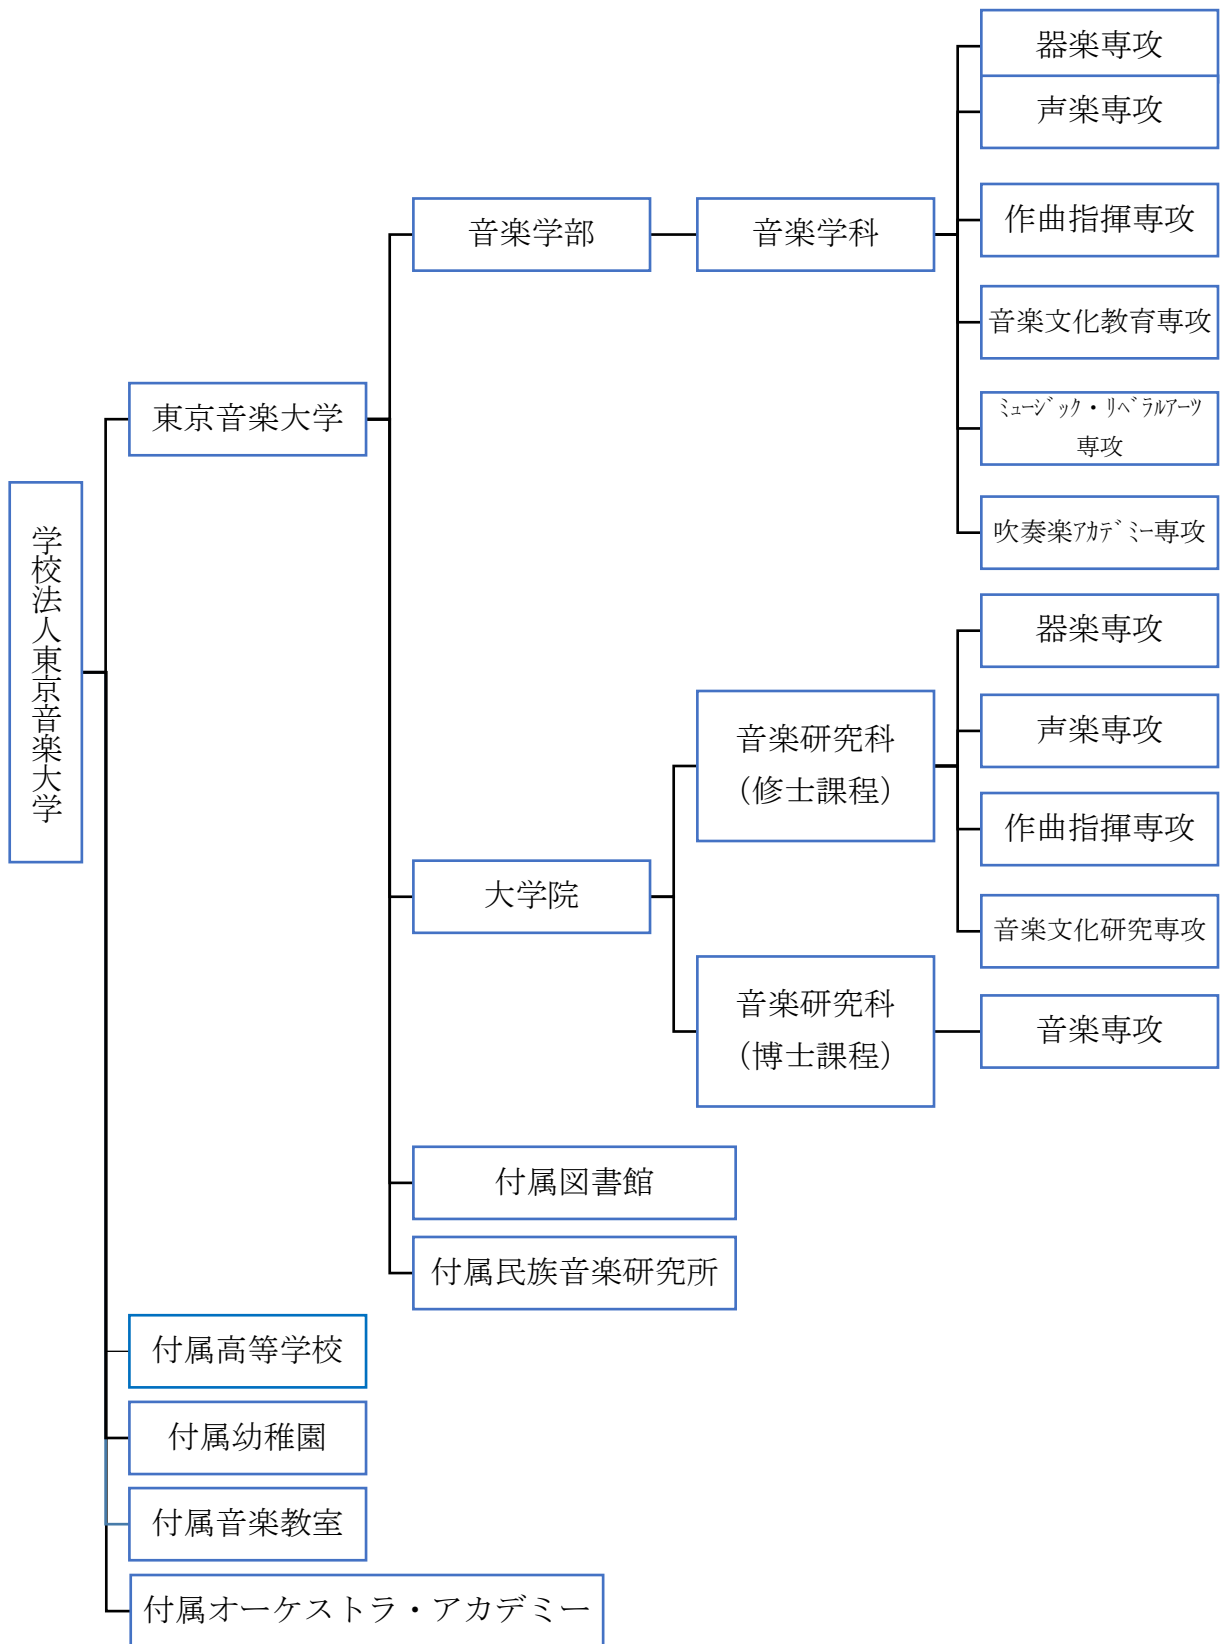 学校法人東京音楽大学
東京音楽大学
音楽学部
音楽学科
器楽専攻
声楽専攻
作曲指揮専攻
音楽文化教育専攻
ﾐｭｰｼﾞｯｸ・ﾘﾍﾞﾗﾙｱｰﾂ
専攻
吹奏楽ｱｶﾃﾞﾐｰ専攻
大学院
音楽研究科
（修士課程）
器楽専攻
声楽専攻
作曲指揮専攻
音楽文化研究専攻
音楽研究科
（博士課程）
音楽専攻
付属図書館
付属民族音楽研究所
付属高等学校
付属幼稚園
付属音楽教室
付属オーケストラ・アカデミー